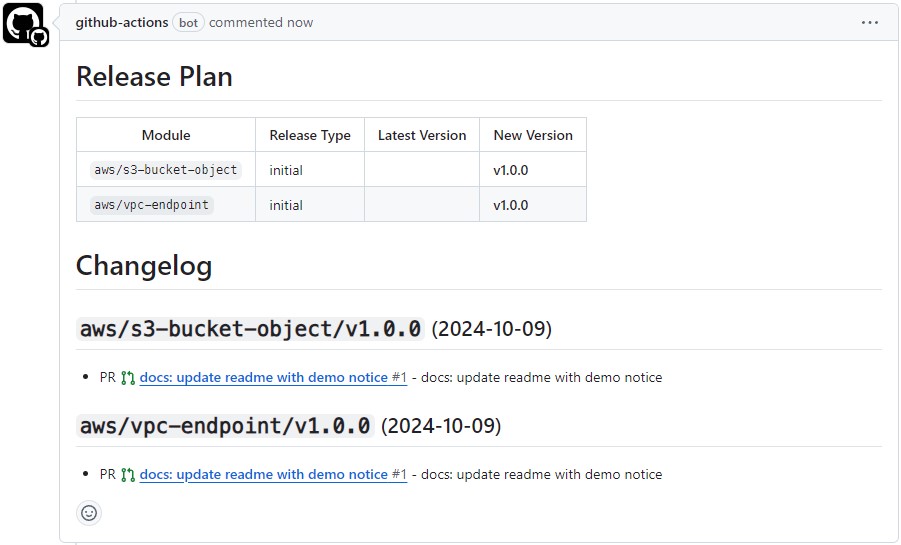 github-actions bot commented now
Release Plan
Module Release Type Latest Version New Version
aws/s3-bucket-object initial v1.0.0
aws/vpc-endpoint initial v1.0.0
Changelog
aws/s3-bucket-object/v1.0.0 (2024-10-09)
PR docs: update readme with demo notice #1 - docs: update readme with demo notice
aws/vpc-endpoint/v1.0.0 (2024-10-09)
PR docs: update readme with demo notice #1 - docs: update readme with demo notice